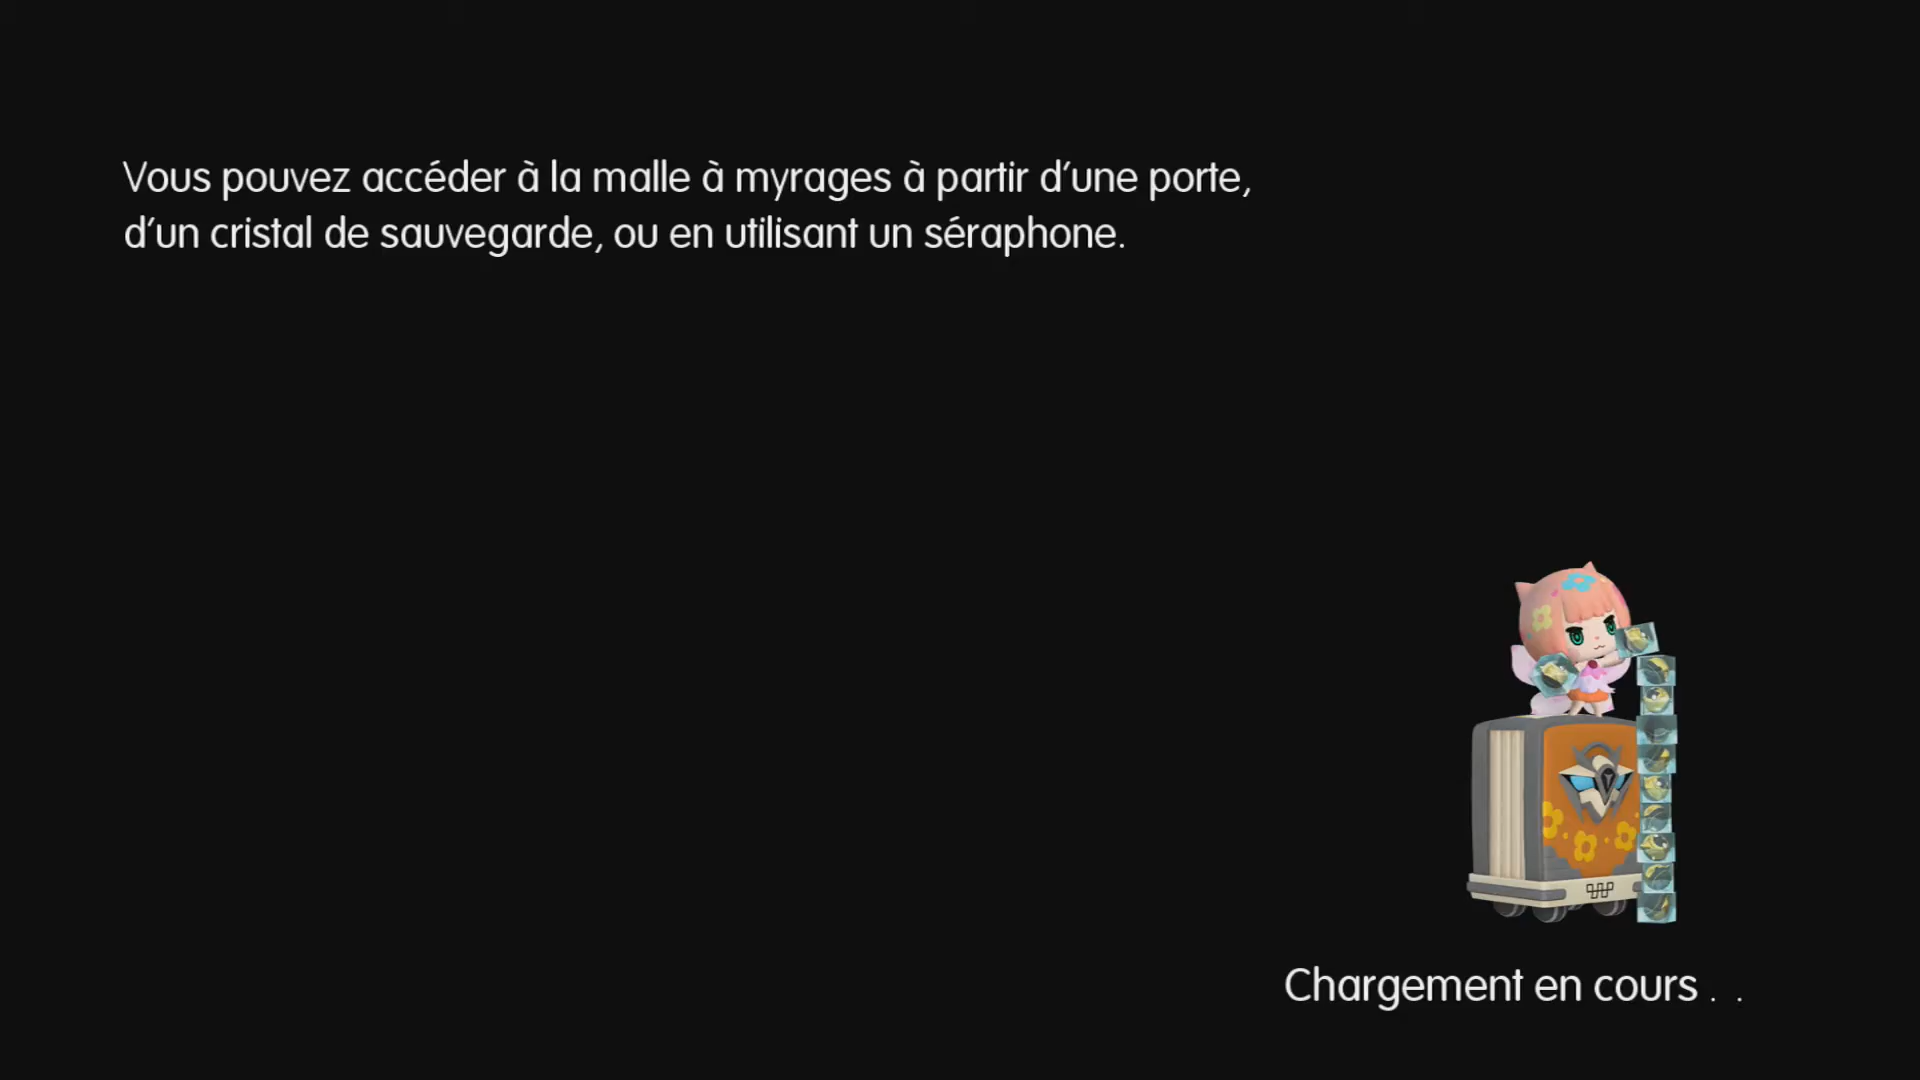 Vous pouvez accéder à la malle à myrages à partir d’une porte,
d’un cristal de sauvegarde, ou en utilisant un séraphone.
Chargement en cours . .